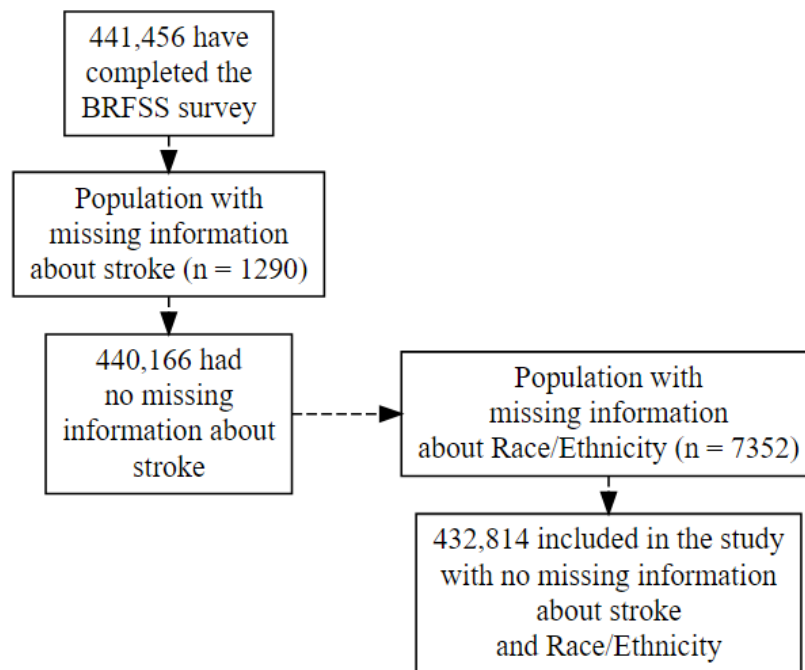 441,456 have
completed the
BRFSS survey
Population with
missing information
about stroke (n = 1290)
440,166 had
no missing
information about
stroke
Population with
missing information
about Race/Ethnicity (n = 7352)
432,814 included in the study
with no missing information
about stroke
and Race/Ethnicity